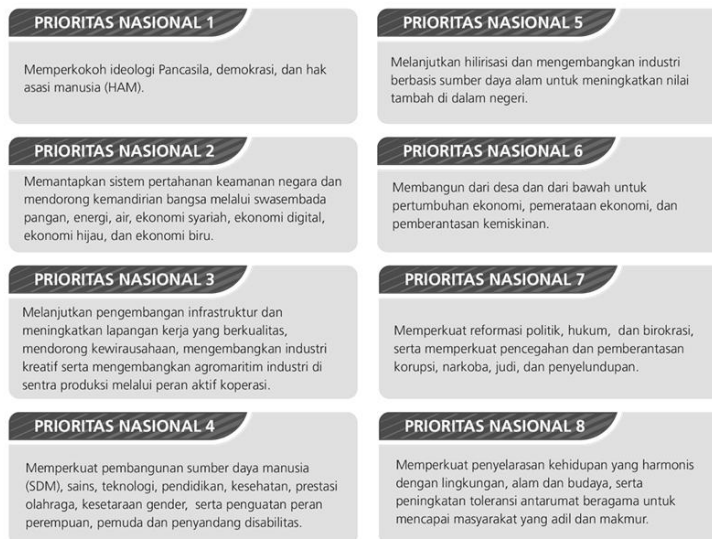 PRIORITAS NASIONAL 1
Memperkokoh ideologi Pancasila, demokrasi, dan hak
asasi manusia (HAM).
PRIORITAS NASIONAL 2
Memantapkan sistem pertahanan keamanan negara dan
mendorong kemandirian bangsa melalui swasembada
pangan, energi, air, ekonomi syariah, ekonomi digital,
ekonomi hijau, dan ekonomi biru.
PRIORITAS NASIONAL 3
Melanjutkan pengembangan infrastruktur dan
meningkatkan lapangan kerja yang berkualitas,
mendorong kewirausahaan, mengembangkan industri
kreatif serta mengembangkan agromaritim industri di
sentra produksi melalui peran aktif koperasi.
PRIORITAS NASIONAL 4
Memperkuat pembangunan sumber daya manusia
(SDM), sains, teknologi, pendidikan, kesehatan, prestasi
olahraga, kesetaraan gender, serta penguatan peran
perempuan, pemuda dan penyandang disabilitas.
PRIORITAS NASIONAL 5
Melanjutkan hilirisasi dan mengembangkan industri
berbasis sumber daya alam untuk meningkatkan nilai
tambah di dalam negeri.
PRIORITAS NASIONAL 6
Membangun dari desa dan dari bawah untuk
pertumbuhan ekonomi, pemerataan ekonomi, dan
pemberantasan kemiskinan.
PRIORITAS NASIONAL 7
Memperkuat reformasi politik, hukum, dan birokrasi,
serta memperkuat pencegahan dan pemberantasan
korupsi, narkoba, judi, dan penyelundupan.
PRIORITAS NASIONAL 8
Memperkuat penyelarasan kehidupan yang harmonis
dengan lingkungan, alam dan budaya, serta
peningkatan toleransi antarumat beragama untuk
mencapai masyarakat yang adil dan makmur.